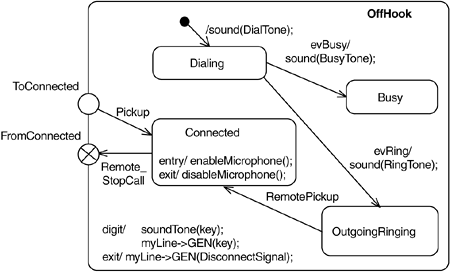 OffHook
/sound(DialTone);
Dialing
evBusy/
sound(BusyTone);
Busy
ToConnected
Pickup
FromConnected
Connected
entry/ enableMicrophone();
exit/ disableMicrophone();
Remote_
StopCall
evRing/
sound(RingTone);
RemotePickup
OutgoingRinging
digit/ soundTone(key);
myLine->GEN(key);
exit/ myLine->GEN(DisconnectSignal);